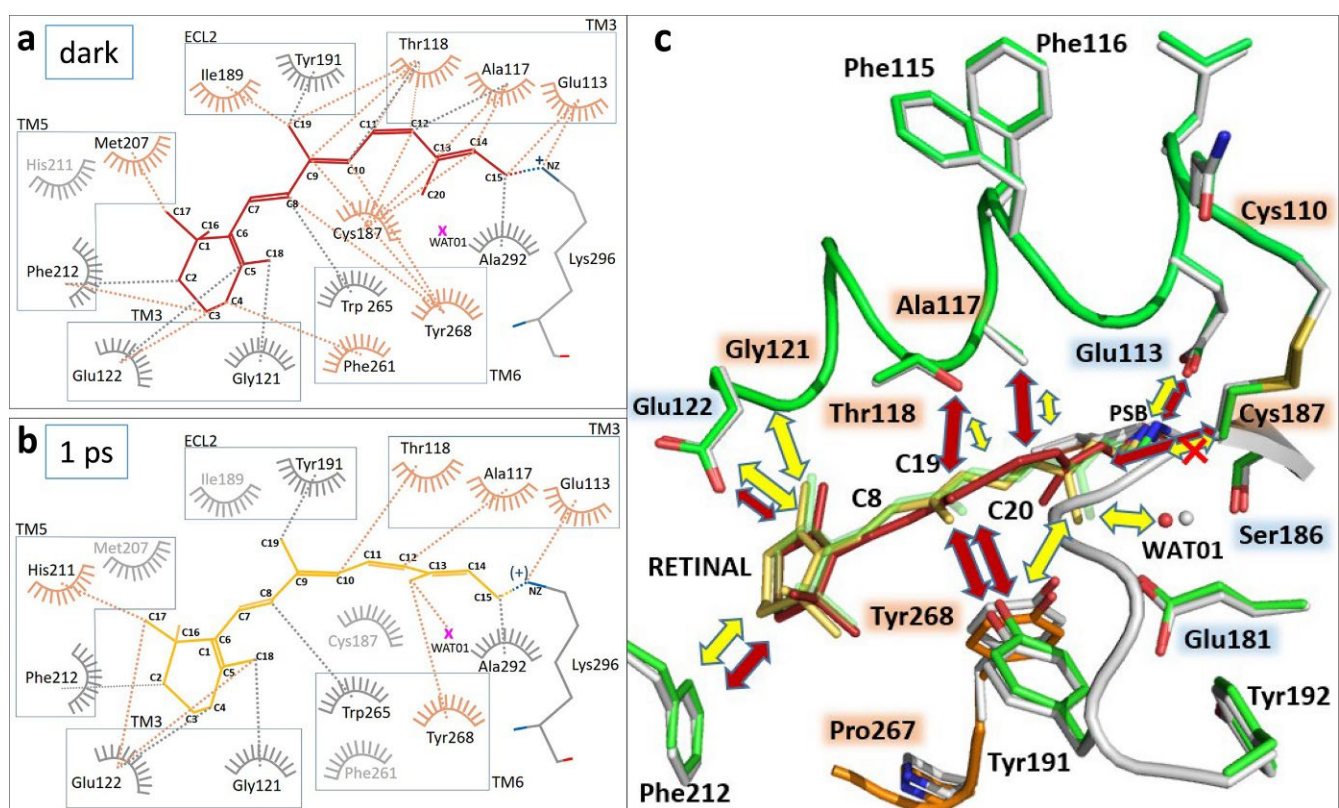 a
dark
ECL2
TM3
Tyr191
Thr118
Ile189
Ala117
Glu113
C19
C11
C12
TM5
Met207
His211
C13
C14
C9
C10
C15
+
NZ
C20
C17
C7
C8
C16
C6
C1
C18
Cys187
X
WAT01
Ala292
Lys296
Phe212
C2
C5
C4
C3
TM3
Trp 265
Tyr268
Glu122
Gly121
Phe261
TM6
b
1 ps
ECL2
TM3
Thr118
Ile189
Tyr191
Ala117
Glu113
TM5
Met207
His211
C19
C11
C12
C13
C14
C9
C10
C15
(+)
NZ
C8
C7
C17
C16
C6
C1
C18
C5
Cys187
X
WAT01
Ala292
Lys296
Phe212
C2
C4
C3
TM3
Trp265
Tyr268
Glu122
Gly121
Phe261
TM6
c
Phe116
Phe115
Cys110
Ala117
Gly121
Glu113
Glu122
Thr118
PSB
Cys187
C19
C8
C20
Ser186
WAT01
RETINAL
Tyr268
Glu181
Tyr192
Pro267
Tyr191
Phe212